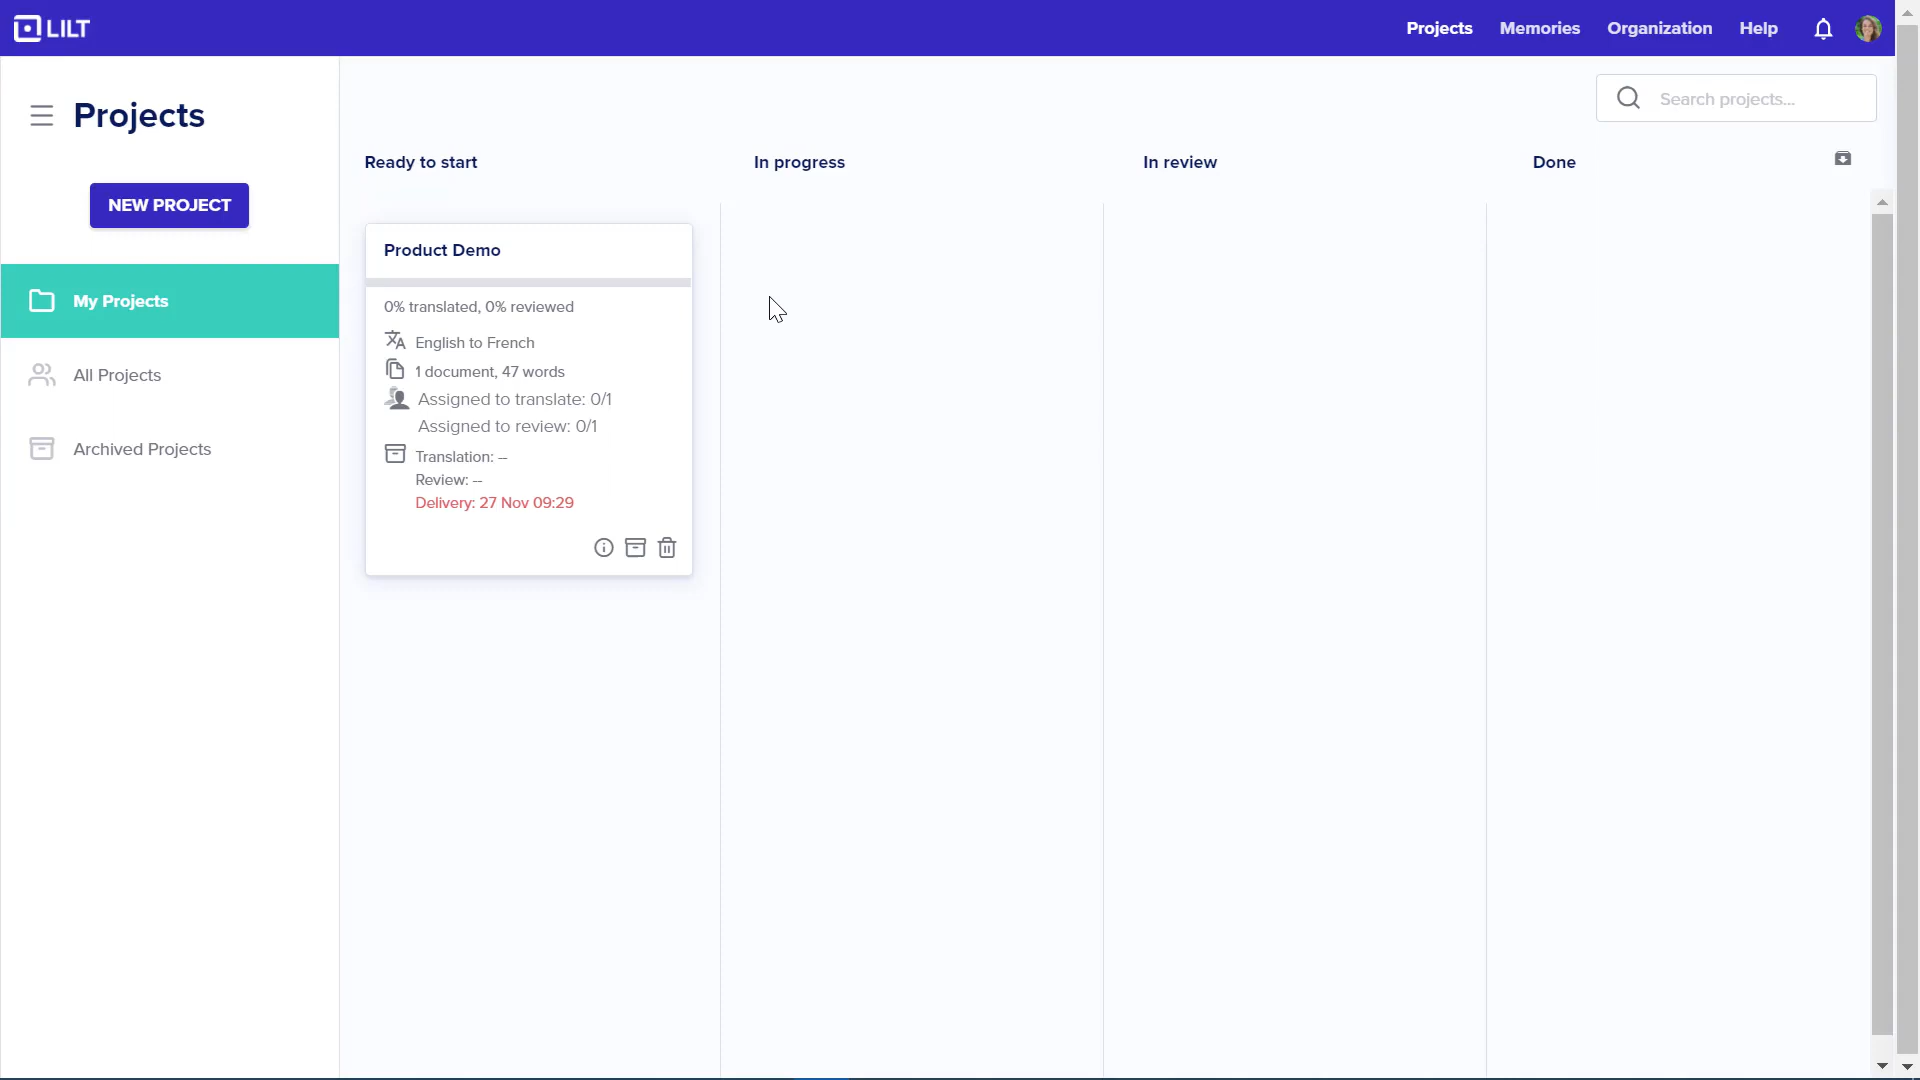 LILT
Projects
Memories
Organization
Help
Projects
Search projects...
NEW PROJECT
My Projects
All Projects
Archived Projects
Ready to start
In progress
In review
Done
Product Demo
0% translated, 0% reviewed
English to French
1 document, 47 words
Assigned to translate: 0/1
Assigned to review: 0/1
Translation: --
Review: --
Delivery: 27 Nov 09:29